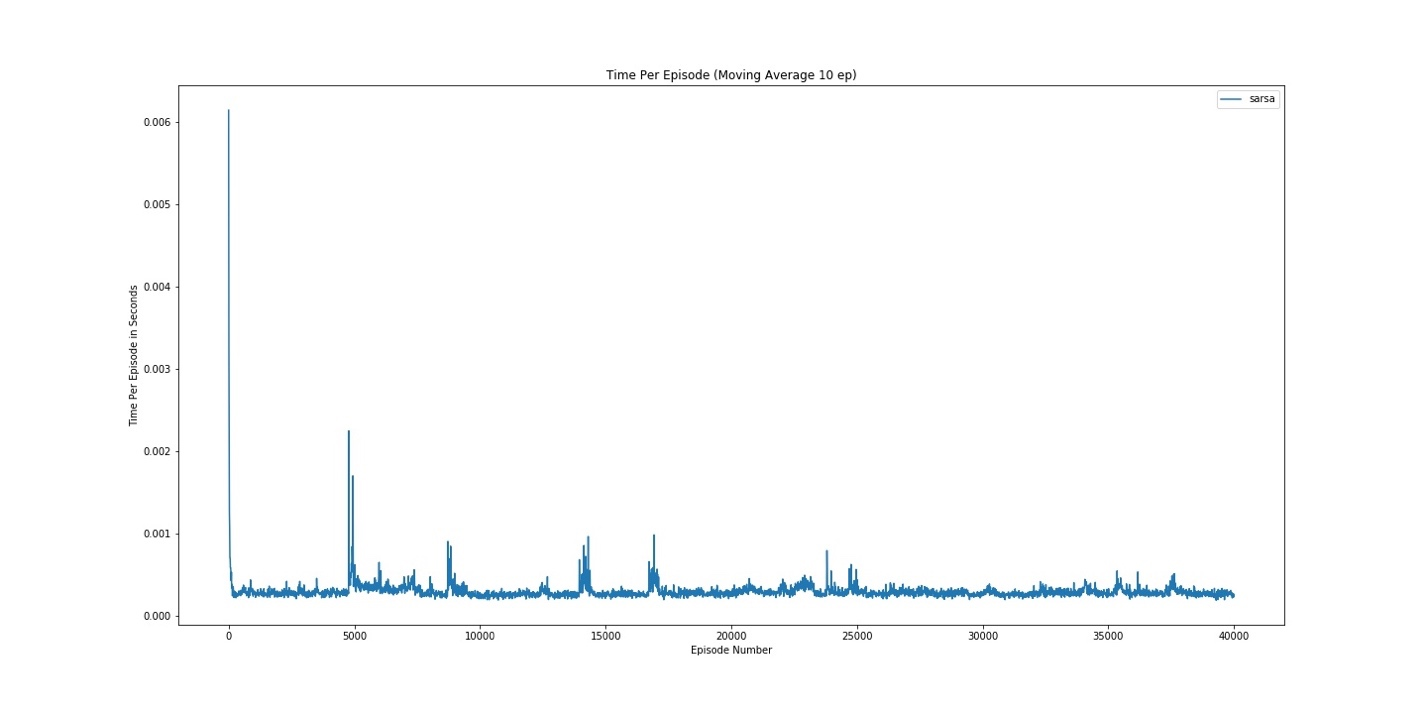 Time Per Episode (Moving Average 10 ep)
sarsa
0.006
0.005
0.004
0.003
0.002
0.001
0.000
Time Per Episode in Seconds
0 5000 10000 15000 20000 25000 30000 35000 40000
Episode Number